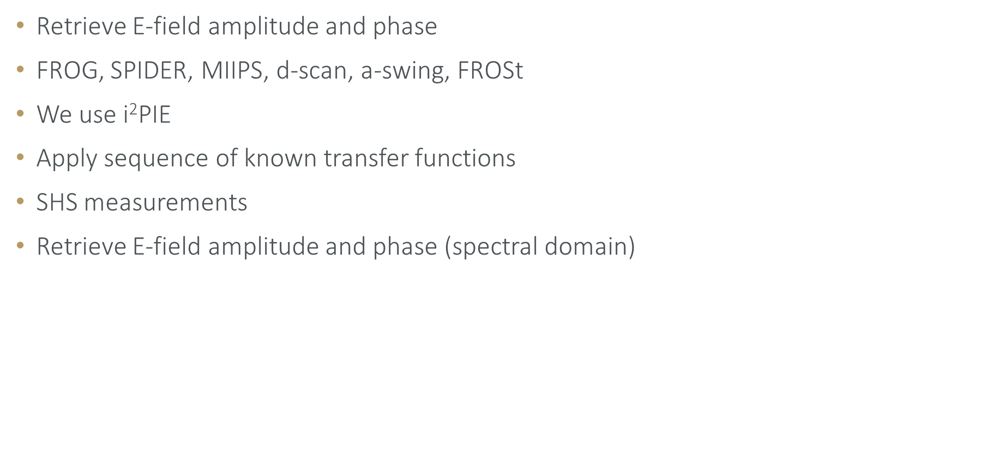 • Retrieve E-field amplitude and phase
• FROG, SPIDER, MIIPS, d-scan, a-swing, FROSt
• We use i²PIE
• Apply sequence of known transfer functions
• SHS measurements
• Retrieve E-field amplitude and phase (spectral domain)